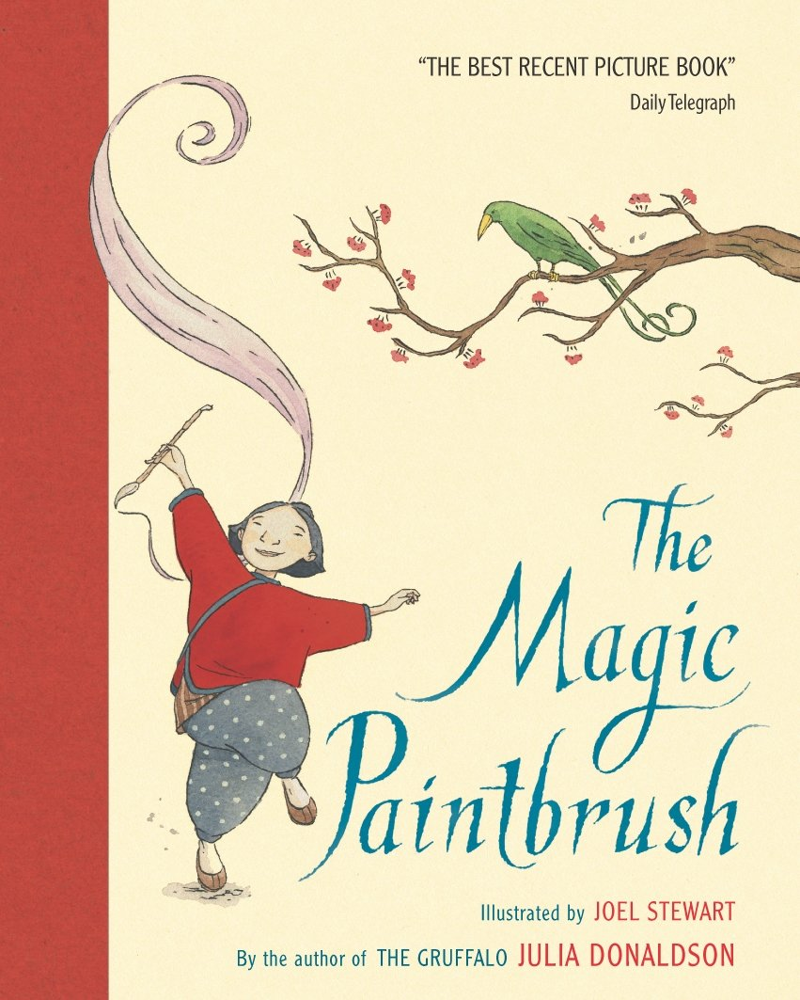 “THE BEST RECENT PICTURE BOOK”
Daily Telegraph
The
Magic
Paintbrush
Illustrated by JOEL STEWART
By the author of THE GRUFFALO JULIA DONALDSON